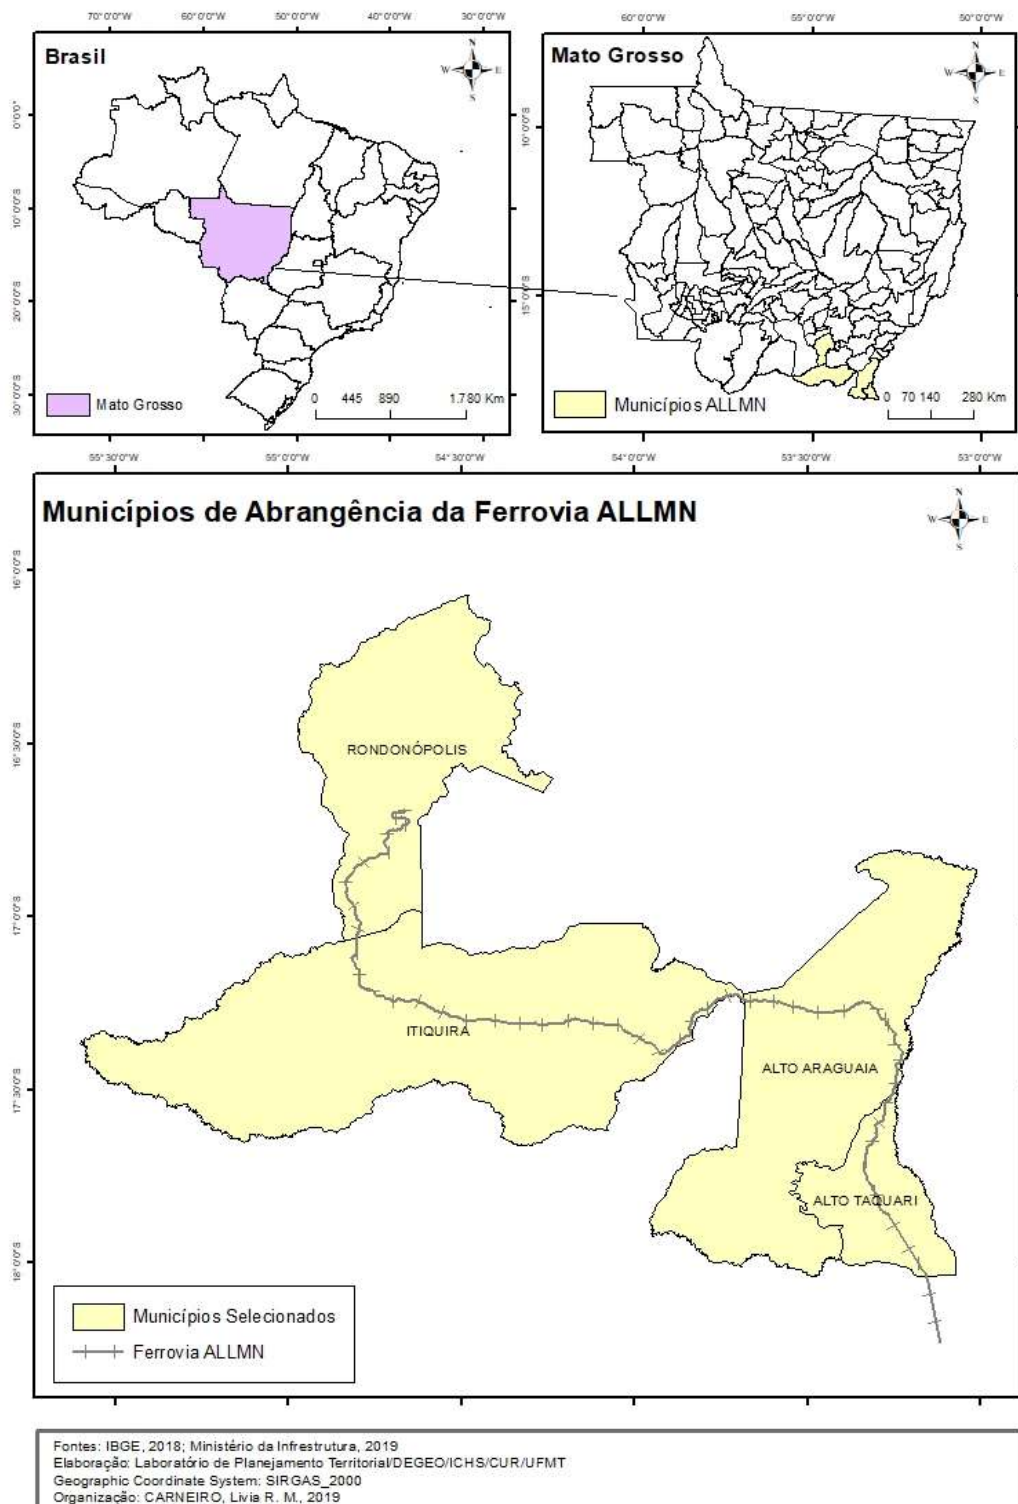 70°0'0"W 60°0'0"W 50°0'0"W 40°0'0"W 30°0'0"W
Brasil
N
W E
S
0°0'0"
10°0'0"S
20°0'0"S
30°0'0"S
Mato Grosso
0 445 890 1.780 Km
60°0'0"W 55°0'0"W 50°0'0"W
Mato Grosso
N
W E
S
10°0'0"S
15°0'0"S
Municípios ALLMN
0 70 140 280 Km
55°30'0"W 55°0'0"W 54°30'0"W 54°0'0"W 53°30'0"W 53°0'0"W
Municípios de Abrangência da Ferrovia ALLMN
N
W E
S
16°0'0"S
16°30'0"S
17°0'0"S
17°30'0"S
18°0'0"S
RONDONÓPOLIS
ITIQUIRA
ALTO ARAGUAIA
ALTO TAQUARI
Municípios Selecionados
Ferrovia ALLMN
Fontes: IBGE, 2018; Ministério da Infrestrutura, 2019
Elaboração: Laboratório de Planejamento Territorial/DEGEO/ICHS/CUR/UFMT
Geographic Coordinate System: SIRGAS_2000
Organização: CARNEIRO, Livia R. M., 2019